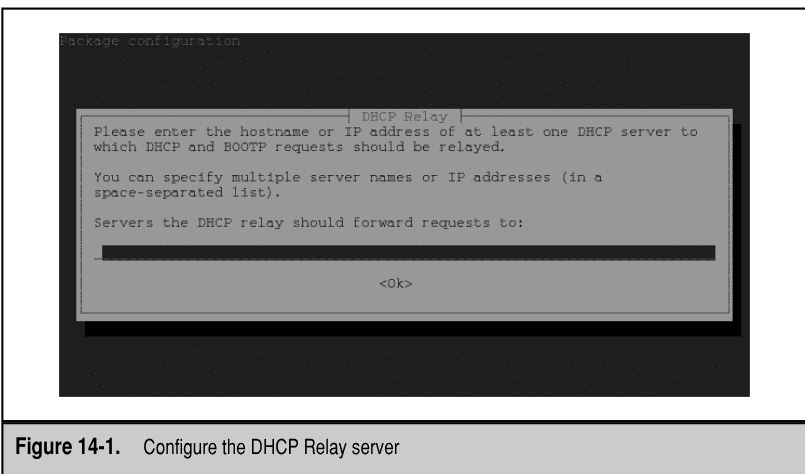 Package configuration
DHCP Relay
Please enter the hostname or IP address of at least one DHCP server to
which DHCP and BOOTP requests should be relayed.
You can specify multiple server names or IP addresses (in a
space-separated list).
Servers the DHCP relay should forward requests to:
<Ok>
Figure 14-1. Configure the DHCP Relay server